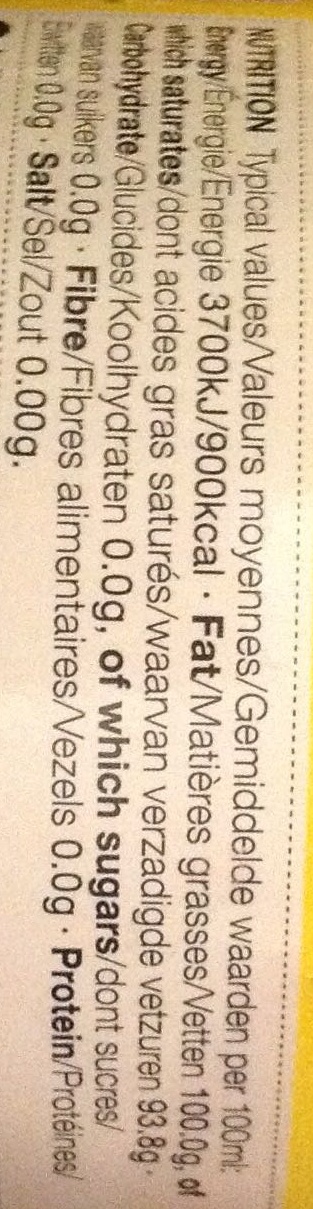 NUTRITION Typical values/Valeurs moyennes/Gemiddelde waarden per 100ml:
Energy/Énergie/Energie 3700kJ/900kcal · Fat/Matières grasses/Vetten 100.0g, of
which saturates/dont acides gras saturés/waarvan verzadigde vetzuren 93.8g ·
Carbohydrate/Glucides/Koolhydraten 0.0g, of which sugars/dont sucres/
waarvan suikers 0.0g · Fibre/Fibres alimentaires/Vezels 0.0g · Protein/Protéines/
Eiwitten 0.0g · Salt/Sel/Zout 0.00g.